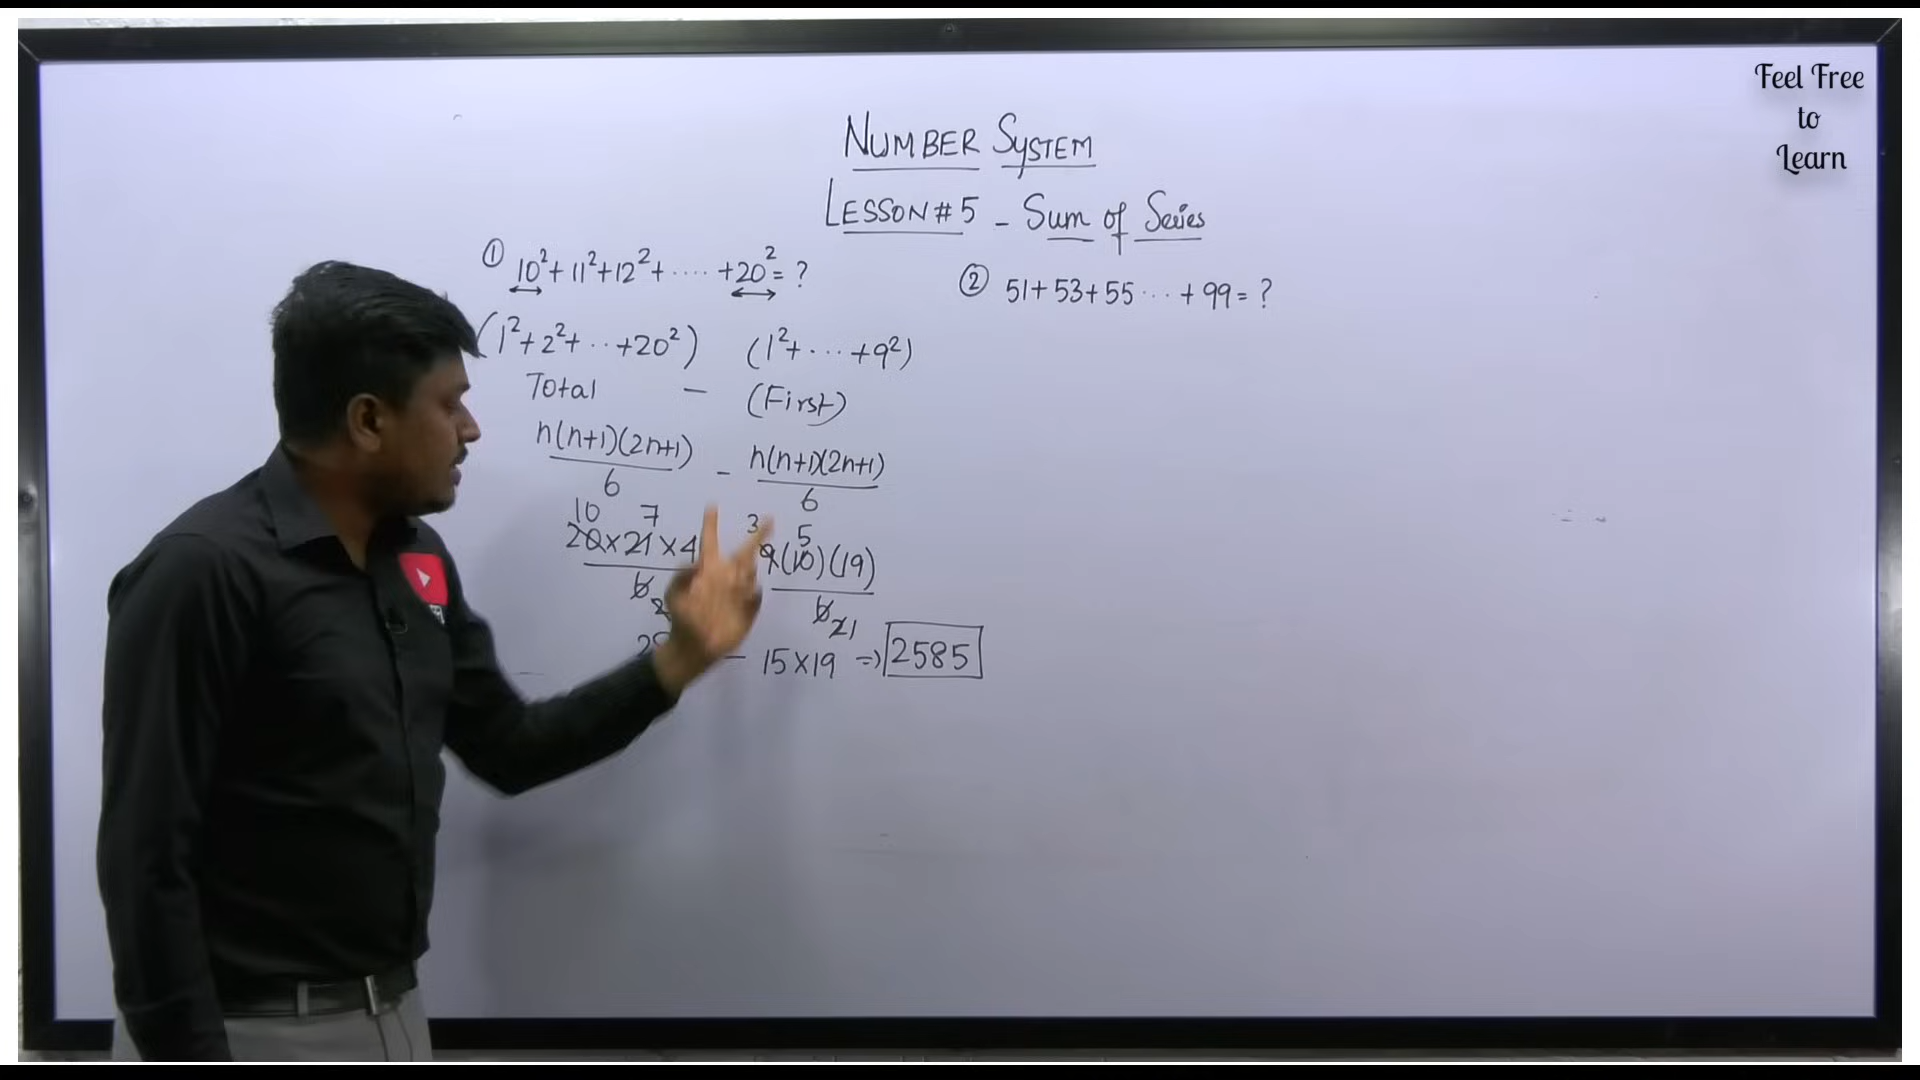 Feel Free
to
Learn
NUMBER SYSTEM
LESSON # 5 - Sum of Series
① 10² + 11² + 12² + ···· + 20² = ?
(1² + 2² + ·· + 20²) (1² + ··· + 9²)
Total - (First)
n(n+1)(2n+1) - n(n+1)(2n+1)
6 6
10 7 3 5
20 × 21 × 4 9(10)(19)
6 6
2 21
2 - 15 × 19 ⇒ 2585
② 51 + 53 + 55 ··· + 99 = ?